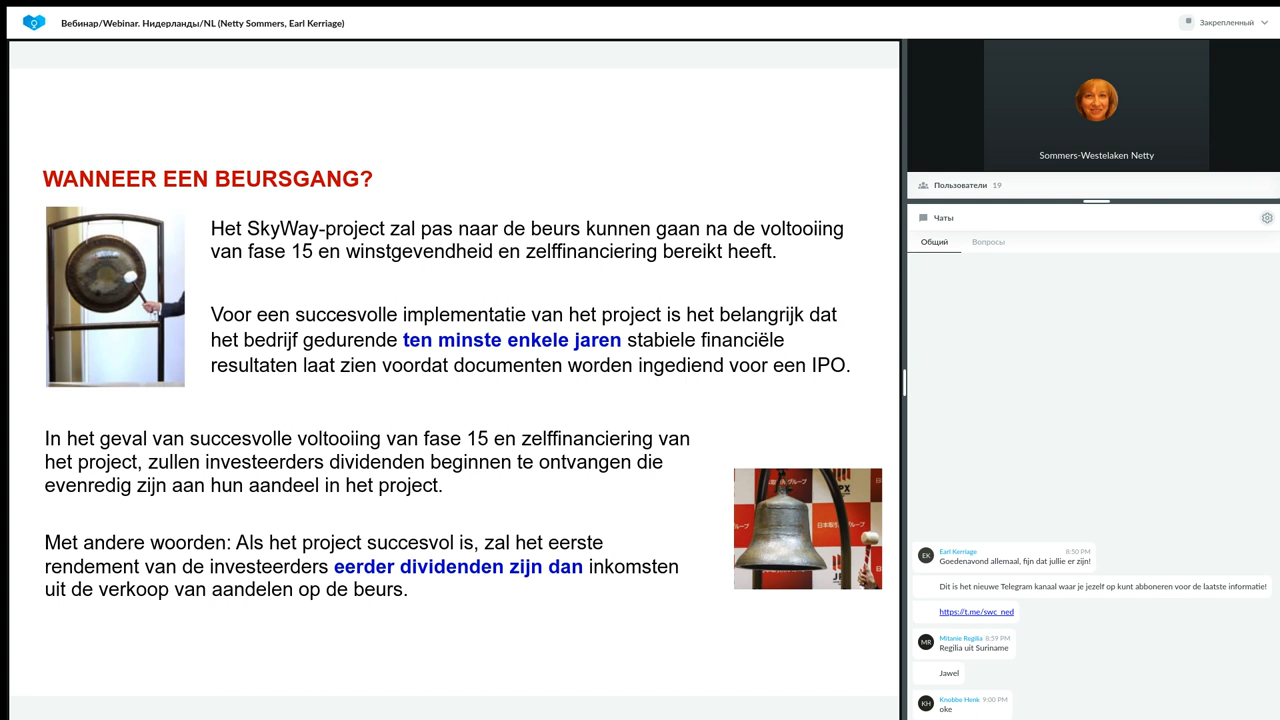 Вебинар/Webinar. Нидерланды/NL (Netty Sommers, Earl Kerriage)
Закрепленный
WANNEER EEN BEURSGANG?
Het SkyWay-project zal pas naar de beurs kunnen gaan na de voltooiing
van fase 15 en winstgevendheid en zelffinanciering bereikt heeft.
Voor een succesvolle implementatie van het project is het belangrijk dat
het bedrijf gedurende ten minste enkele jaren stabiele financiële
resultaten laat zien voordat documenten worden ingediend voor een IPO.
In het geval van succesvolle voltooiing van fase 15 en zelffinanciering van
het project, zullen investeerders dividenden beginnen te ontvangen die
evenredig zijn aan hun aandeel in het project.
Met andere woorden: Als het project succesvol is, zal het eerste
rendement van de investeerders eerder dividenden zijn dan inkomsten
uit de verkoop van aandelen op de beurs.
Sommers-Westelaken Netty
Пользователи 19
Чаты
Общий Вопросы
EK Earl Kerriage 8:50 PM
Goedenavond allemaal, fijn dat jullie er zijn!
Dit is het nieuwe Telegram kanaal waar je jezelf op kunt abboneren voor de laatste informatie!
https://t.me/swc_ned
MR Mitanie Regilia 8:59 PM
Regilia uit Suriname
Jawel
KH Knobbe Henk 9:00 PM
oke